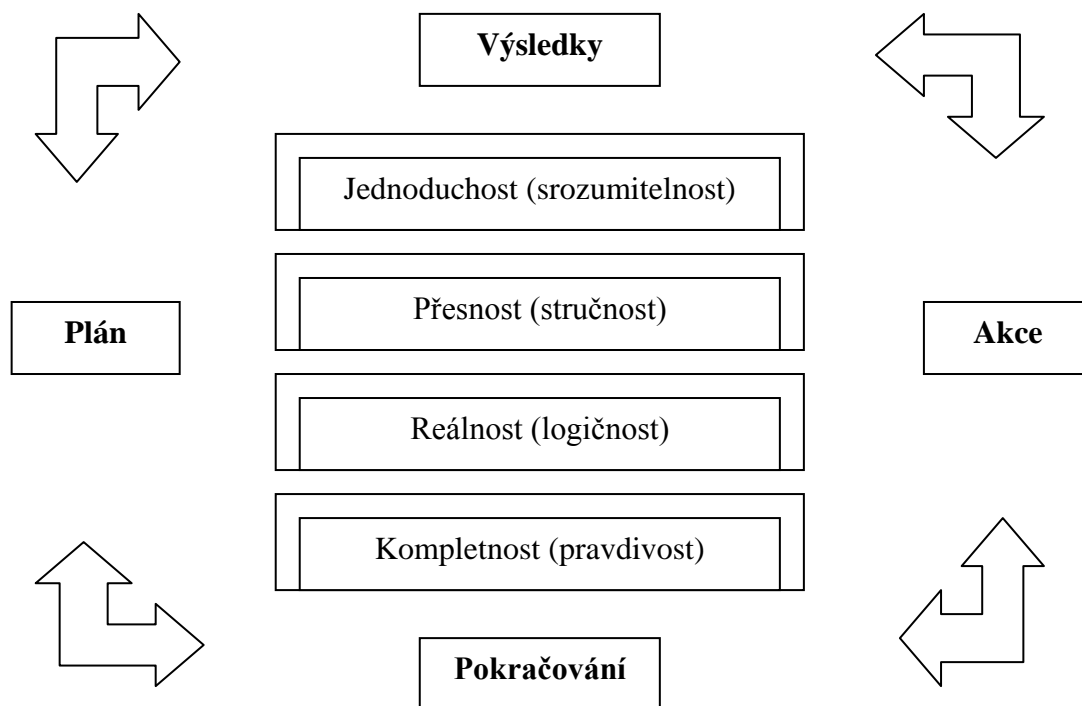 Výsledky
Jednoduchost (srozumitelnost)
Přesnost (stručnost)
Plán
Akce
Reálnost (logičnost)
Kompletnost (pravdivost)
Pokračování